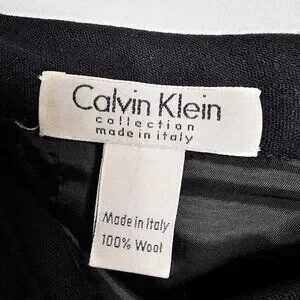 Calvin Klein
collection
made in italy
Made in Italy
100% Wool